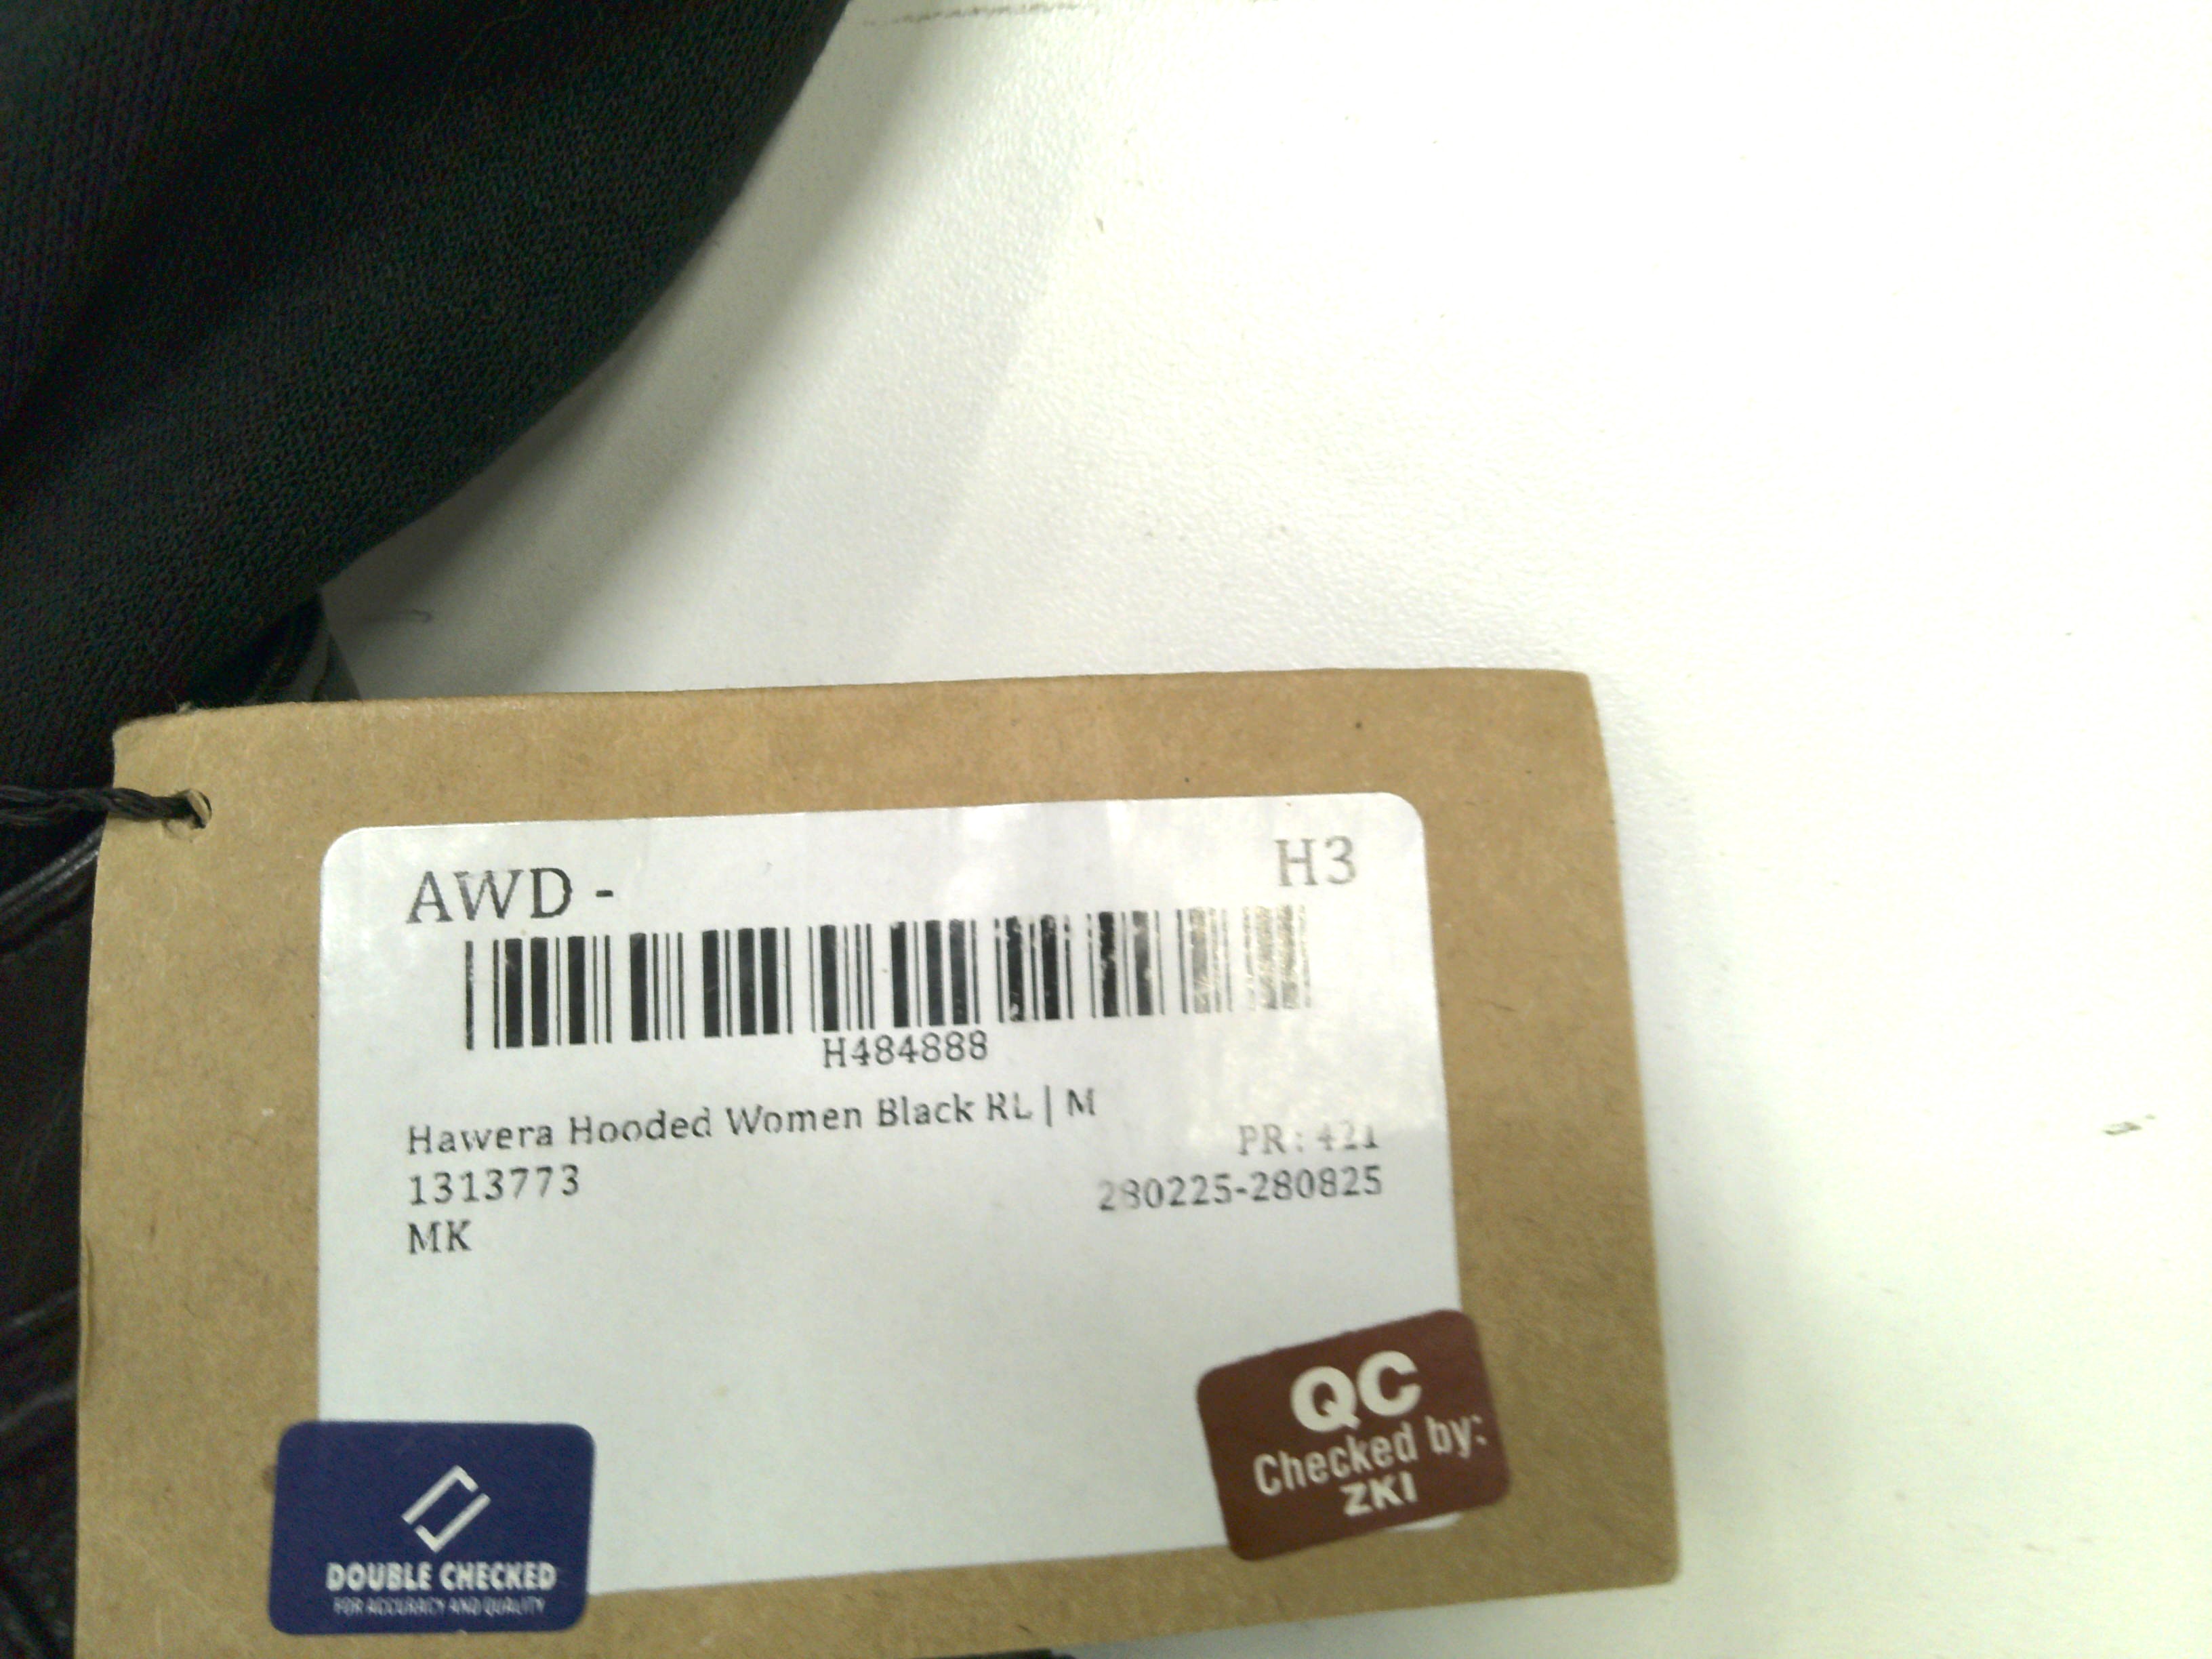 AWD -
H3
H484888
Hawera Hooded Women Black RL | M
PR : 421
1313773
280225-280825
MK
QC
Checked by:
ZKI
DOUBLE CHECKED
FOR ACCURACY AND QUALITY